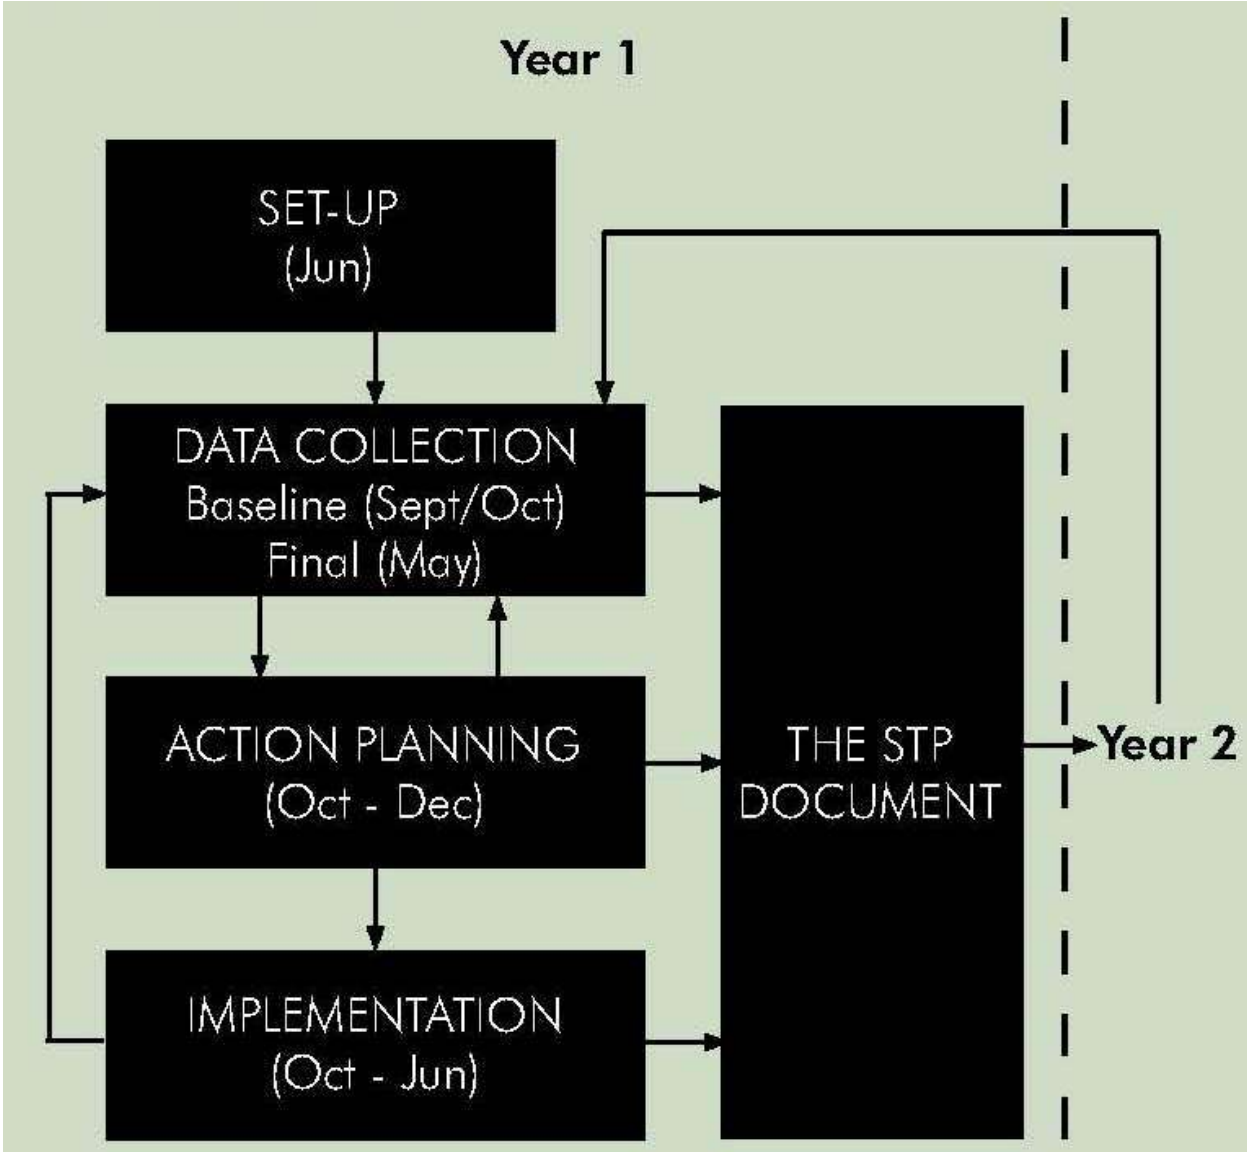 Year 1
SET-UP
(Jun)
DATA COLLECTION
Baseline (Sept/Oct)
Final (May)
ACTION PLANNING
(Oct - Dec)
THE STP
DOCUMENT
Year 2
IMPLEMENTATION
(Oct - Jun)